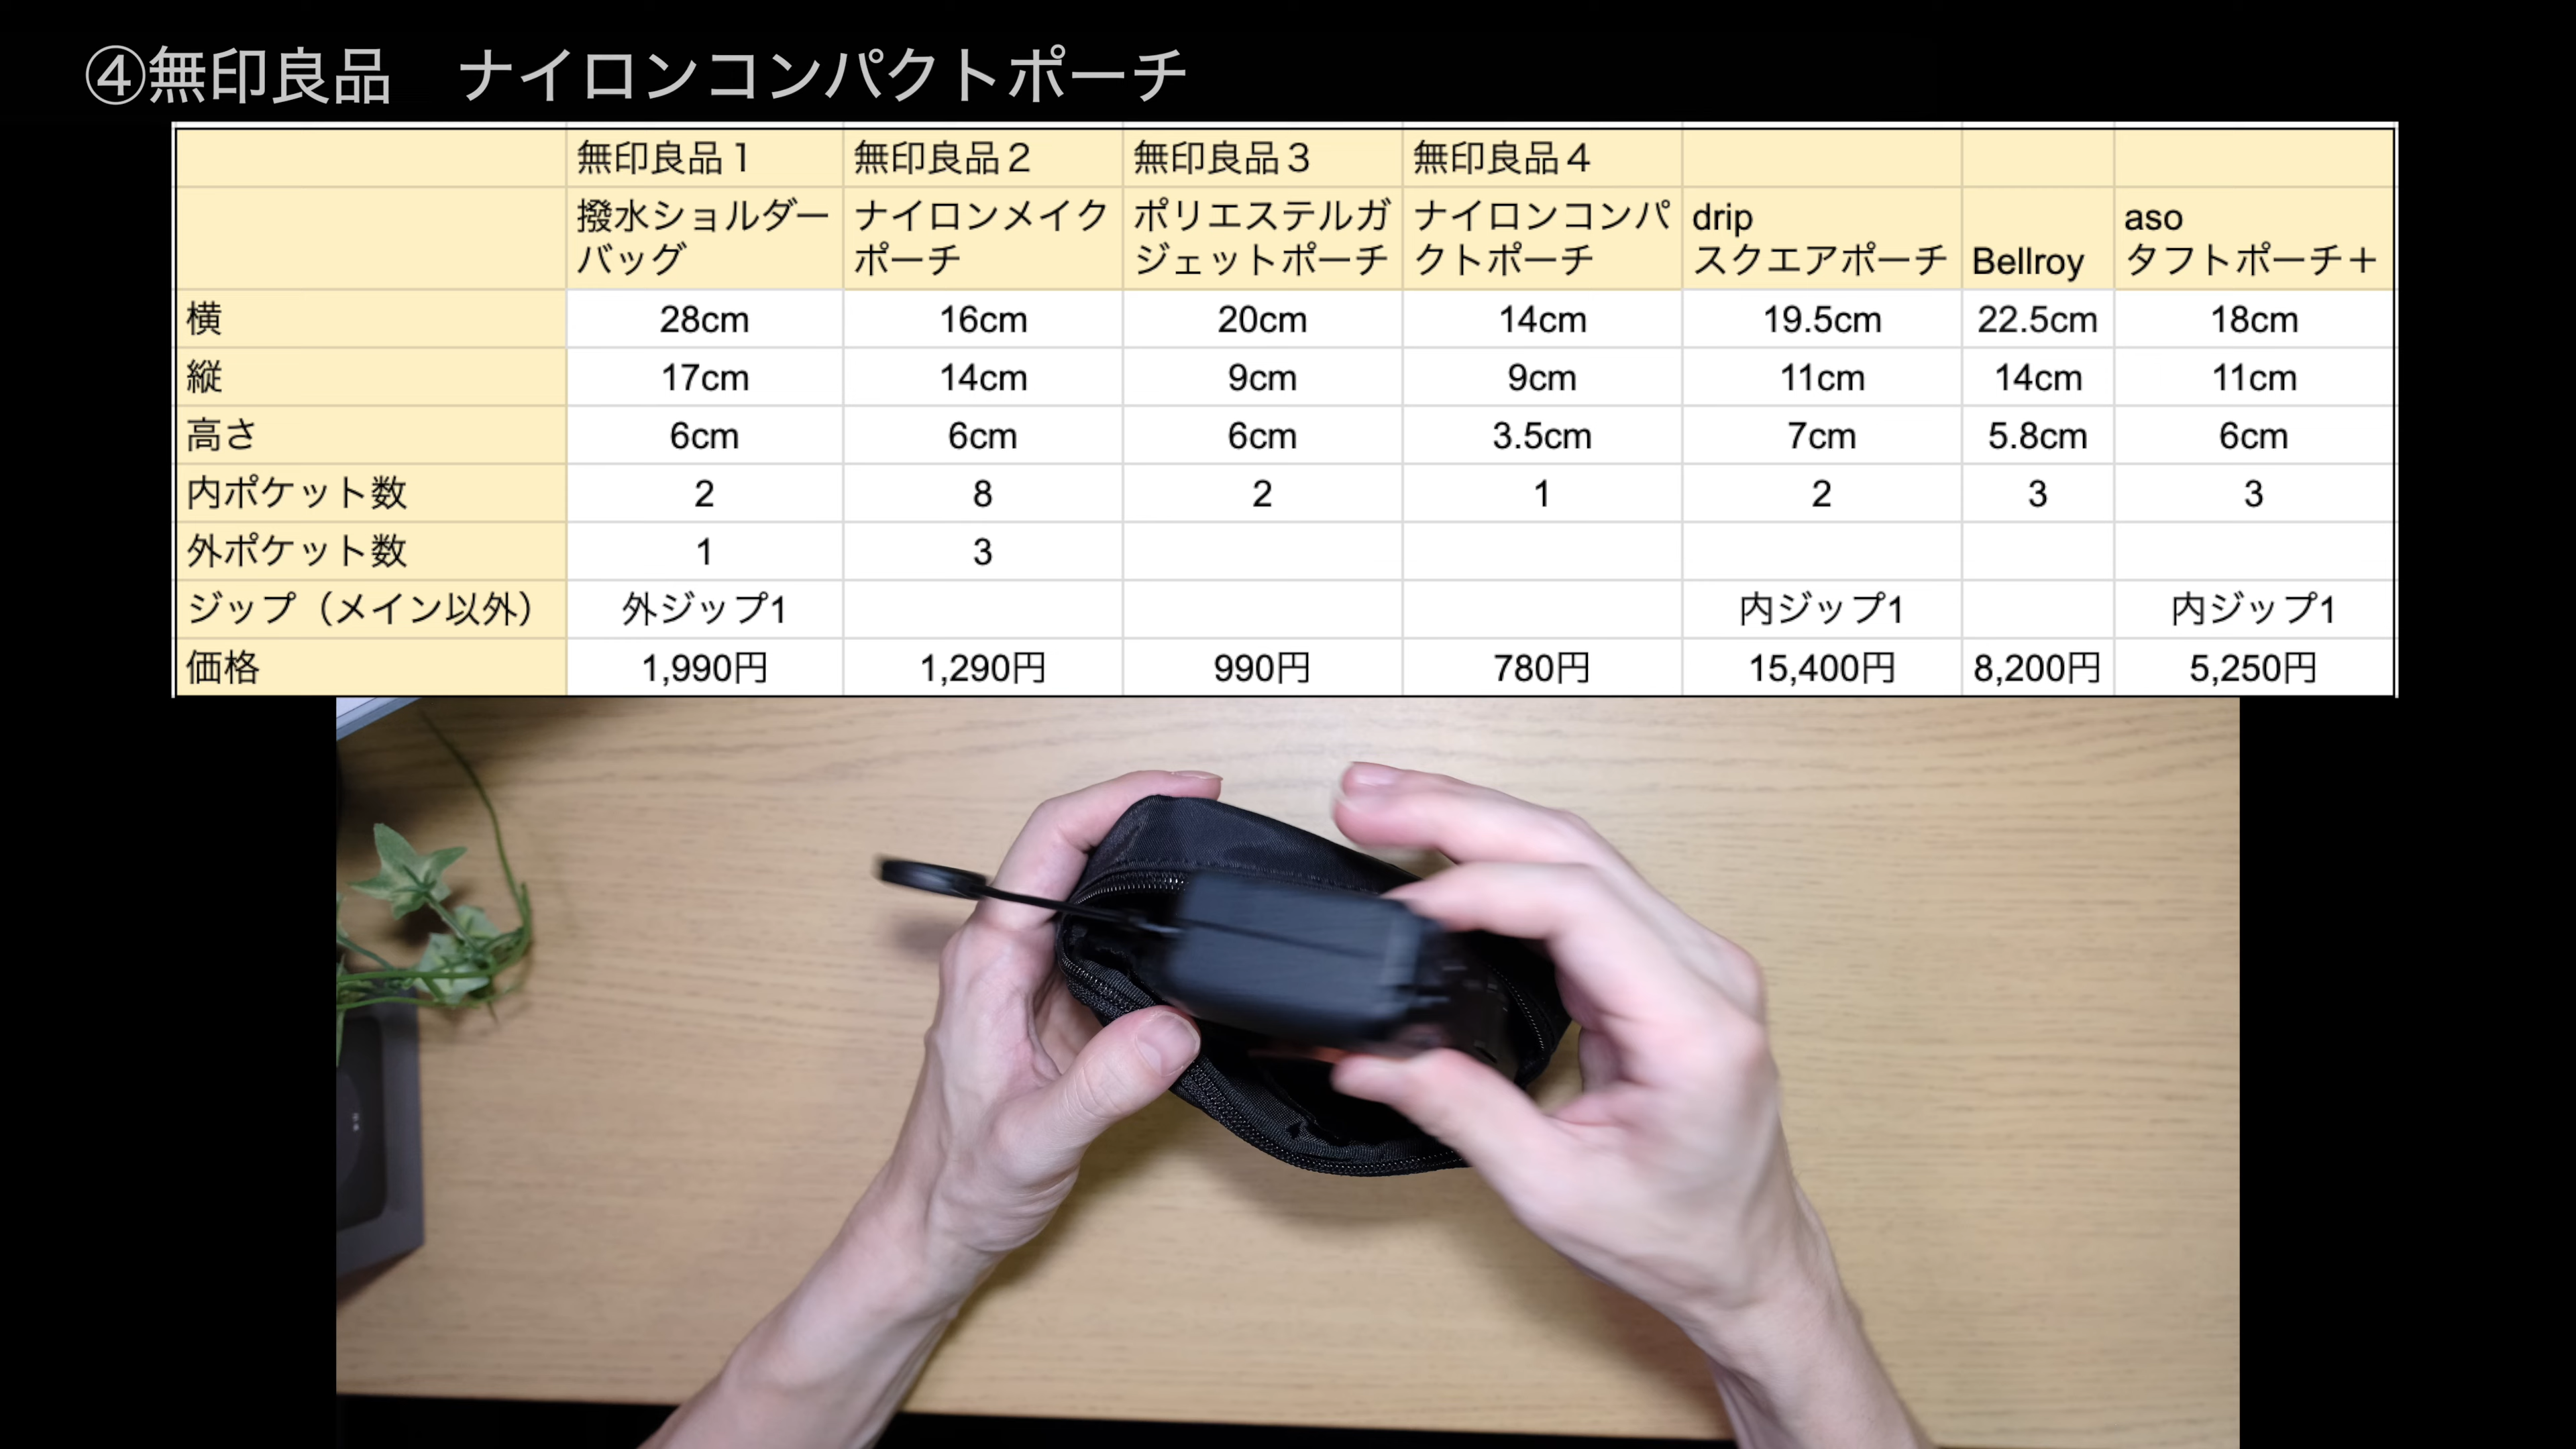 ④無印良品　ナイロンコンパクトポーチ
無印良品１ 無印良品２ 無印良品３ 無印良品４
撥水ショルダーバッグ ナイロンメイクポーチ ポリエステルガジェットポーチ ナイロンコンパクトポーチ drip スクエアポーチ Bellroy aso タフトポーチ＋
横 28cm 16cm 20cm 14cm 19.5cm 22.5cm 18cm
縦 17cm 14cm 9cm 9cm 11cm 14cm 11cm
高さ 6cm 6cm 6cm 3.5cm 7cm 5.8cm 6cm
内ポケット数 2 8 2 1 2 3 3
外ポケット数 1 3
ジップ（メイン以外） 外ジップ1 内ジップ1 内ジップ1
価格 1,990円 1,290円 990円 780円 15,400円 8,200円 5,250円